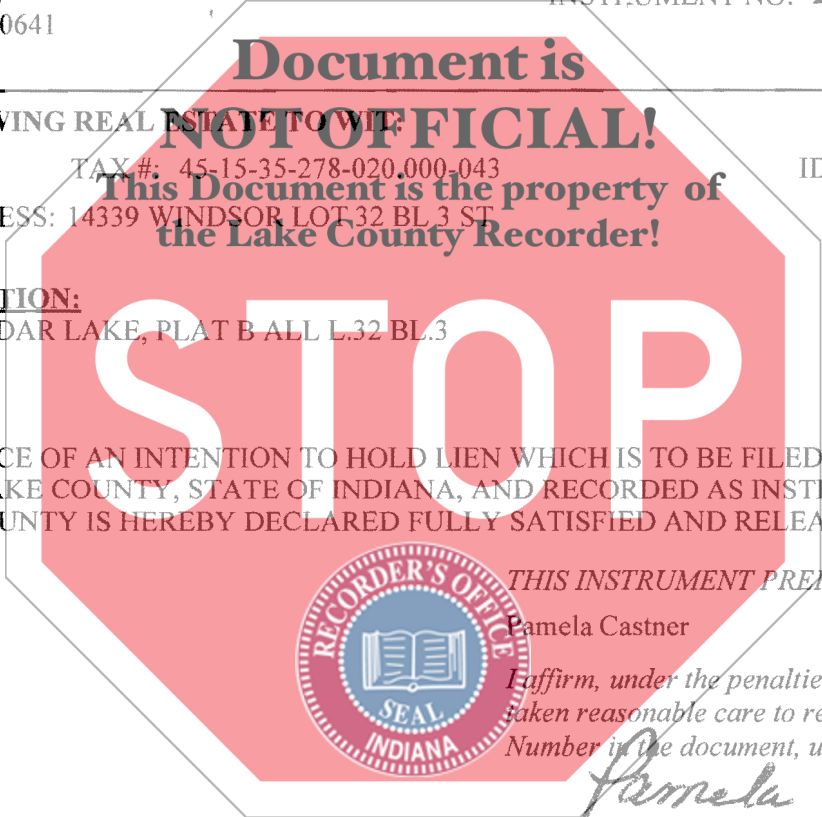 INSTRUMENT NO:
0641
Document is
NOT OFFICIAL!
VING REAL ESTATE TO WIT:
TAX #: 45-15-35-278-020.000-043 ID
This Document is the property of
ESS: 14339 WINDSOR LOT 32 BL 3 ST
the Lake County Recorder!
TION:
DAR LAKE, PLAT B ALL L.32 BL.3
STOP
CE OF AN INTENTION TO HOLD LIEN WHICH IS TO BE FILED
KE COUNTY, STATE OF INDIANA, AND RECORDED AS INST
UNTY IS HEREBY DECLARED FULLY SATISFIED AND RELEA
RECORDER'S OFFICE
SEAL
INDIANA
THIS INSTRUMENT PREP
Pamela Castner
I affirm, under the penaltie
taken reasonable care to re
Number in the document, u
Pamela